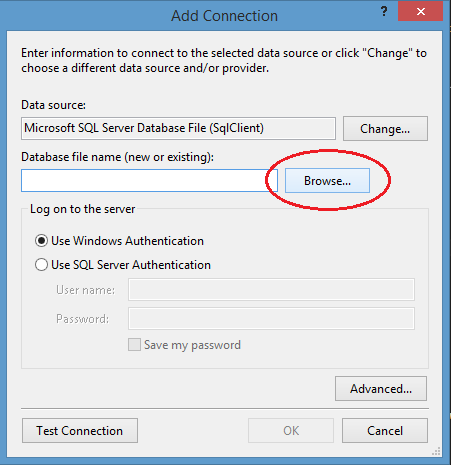 Add Connection
?
Enter information to connect to the selected data source or click "Change" to
choose a different data source and/or provider.
Data source:
Microsoft SQL Server Database File (SqlClient)
Change...
Database file name (new or existing):
Browse...
Log on to the server
Use Windows Authentication
Use SQL Server Authentication
User name:
Password:
Save my password
Advanced...
Test Connection
OK
Cancel